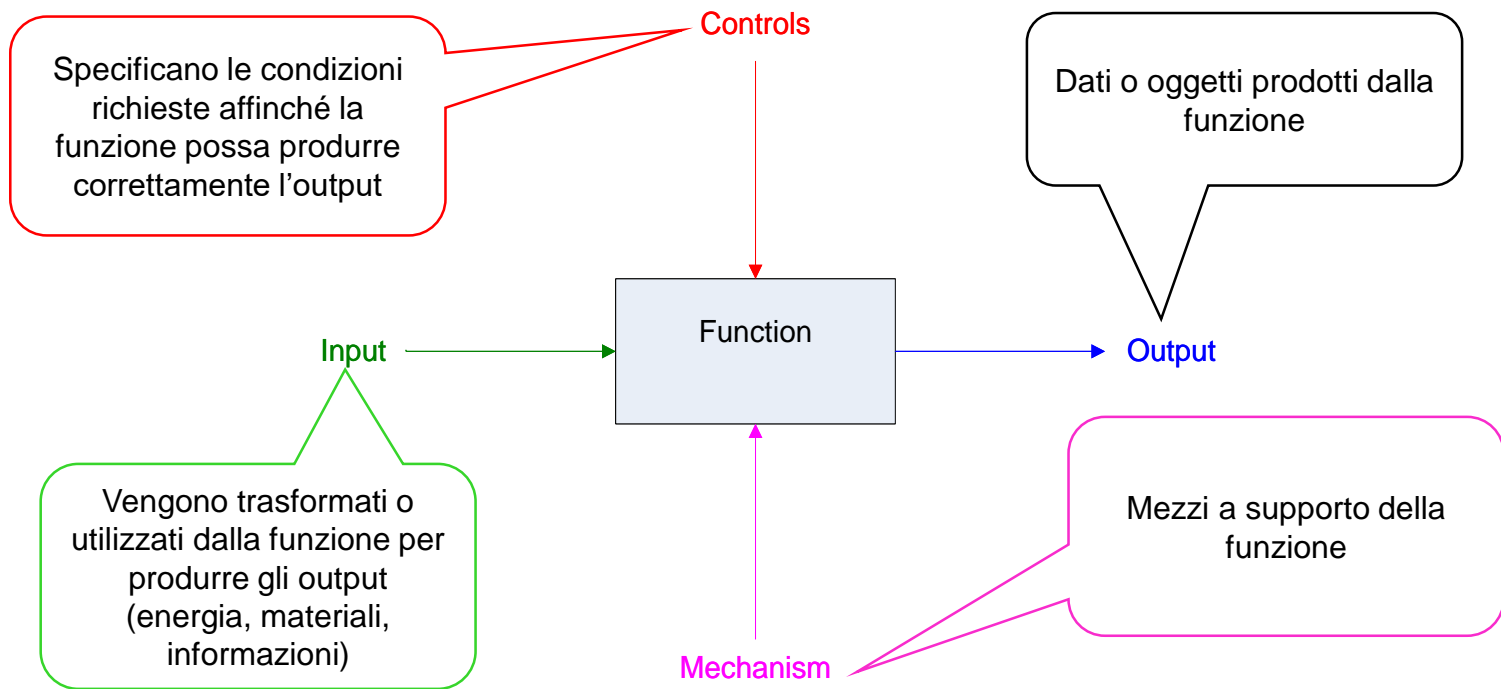 Controls
Specificano le condizioni
richieste affinché la
funzione possa produrre
correttamente l’output
Dati o oggetti prodotti dalla
funzione
Function
Input
Output
Vengono trasformati o
utilizzati dalla funzione per
produrre gli output
(energia, materiali,
informazioni)
Mezzi a supporto della
funzione
Mechanism